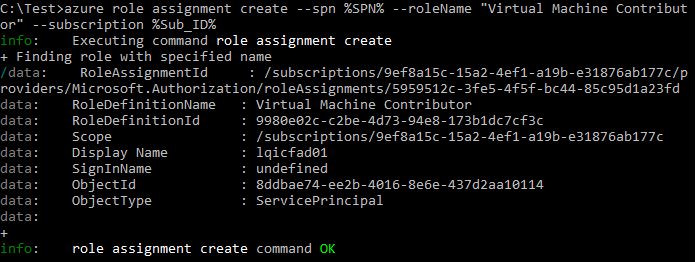 C:\Test>azure role assignment create --spn %SPN% --roleName "Virtual Machine Contribut
or" --subscription %Sub_ID%
info:    Executing command role assignment create
+ Finding role with specified name
/data:    RoleAssignmentId     : /subscriptions/9ef8a15c-15a2-4ef1-a19b-e31876ab177c/p
roviders/Microsoft.Authorization/roleAssignments/5959512c-3fe5-4f5f-bc44-85c95d1a23fd
data:    RoleDefinitionName   : Virtual Machine Contributor
data:    RoleDefinitionId     : 9980e02c-c2be-4d73-94e8-173b1dc7cf3c
data:    Scope                : /subscriptions/9ef8a15c-15a2-4ef1-a19b-e31876ab177c
data:    Display Name         : lqicfad01
data:    SignInName           : undefined
data:    ObjectId             : 8ddbae74-ee2b-4016-8e6e-437d2aa10114
data:    ObjectType           : ServicePrincipal
data:
+
info:    role assignment create command OK